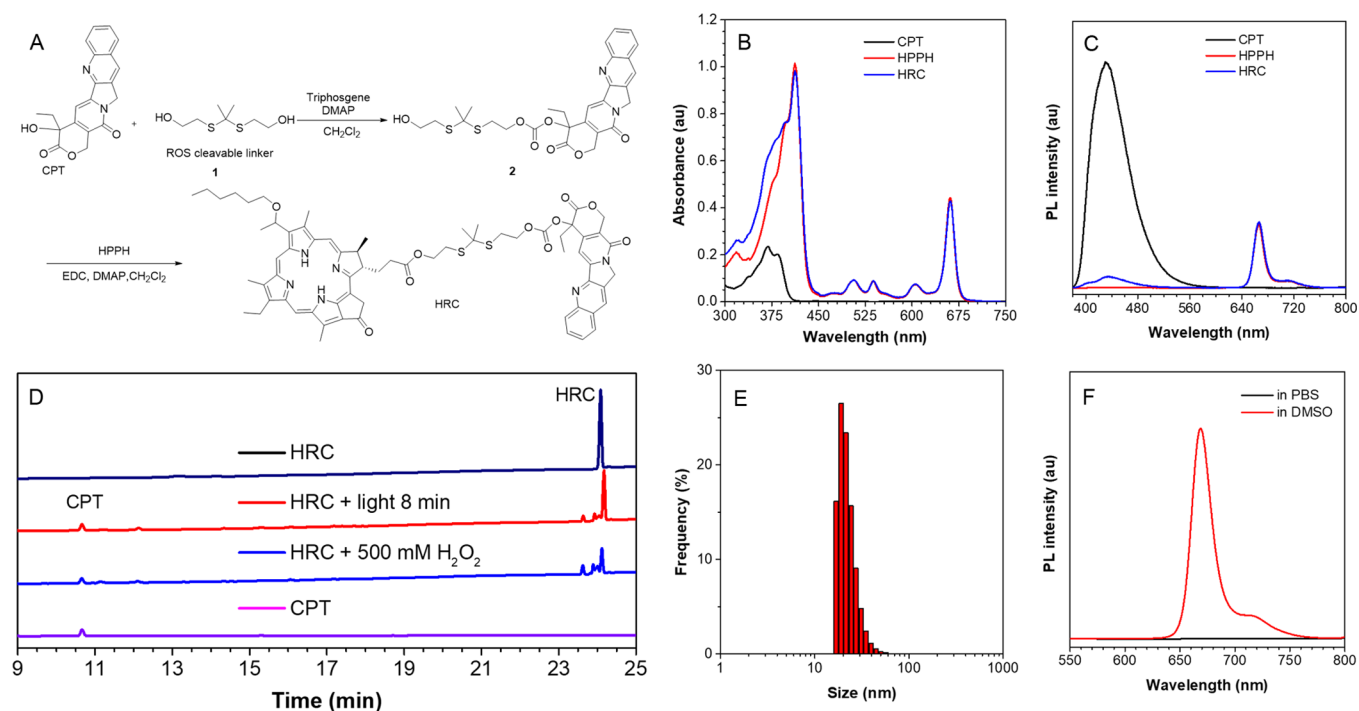 A
CPT
HO
N
N
O
O
O
+
HO
S
S
OH
ROS cleavable linker
1
Triphosgene
DMAP
CH2Cl2
HO
S
S
O
O
O
O
O
N
N
O
2
HPPH
EDC, DMAP,CH2Cl2
O
NH
N
N
HN
O
O
O
S
S
O
O
O
O
O
O
N
N
HRC
B
CPT
HPPH
HRC
Absorbance (au)
1.2
1.0
0.8
0.6
0.4
0.2
0.0
300 375 450 525 600 675 750
Wavelength (nm)
C
CPT
HPPH
HRC
PL intensity (au)
400 480 560 640 720 800
Wavelength (nm)
D
HRC
HRC
CPT
HRC + light 8 min
HRC + 500 mM H2O2
CPT
9 11 13 15 17 19 21 23 25
Time (min)
E
Frequency (%)
30
20
10
0
1 10 100 1000
Size (nm)
F
in PBS
in DMSO
PL intensity (au)
550 600 650 700 750 800
Wavelength (nm)